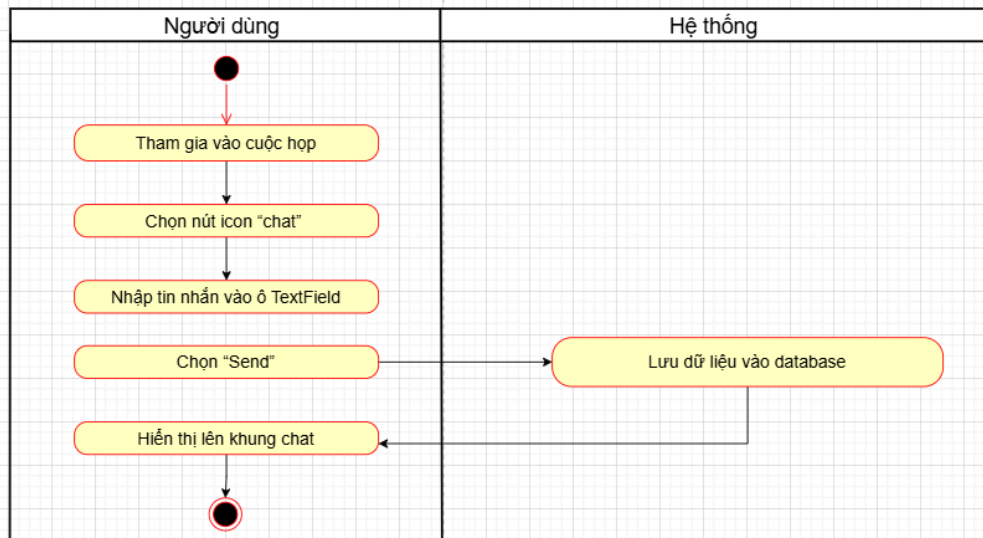 Người dùng
Hệ thống
Tham gia vào cuộc họp
Chọn nút icon “chat”
Nhập tin nhắn vào ô TextField
Chọn “Send”
Lưu dữ liệu vào database
Hiển thị lên khung chat